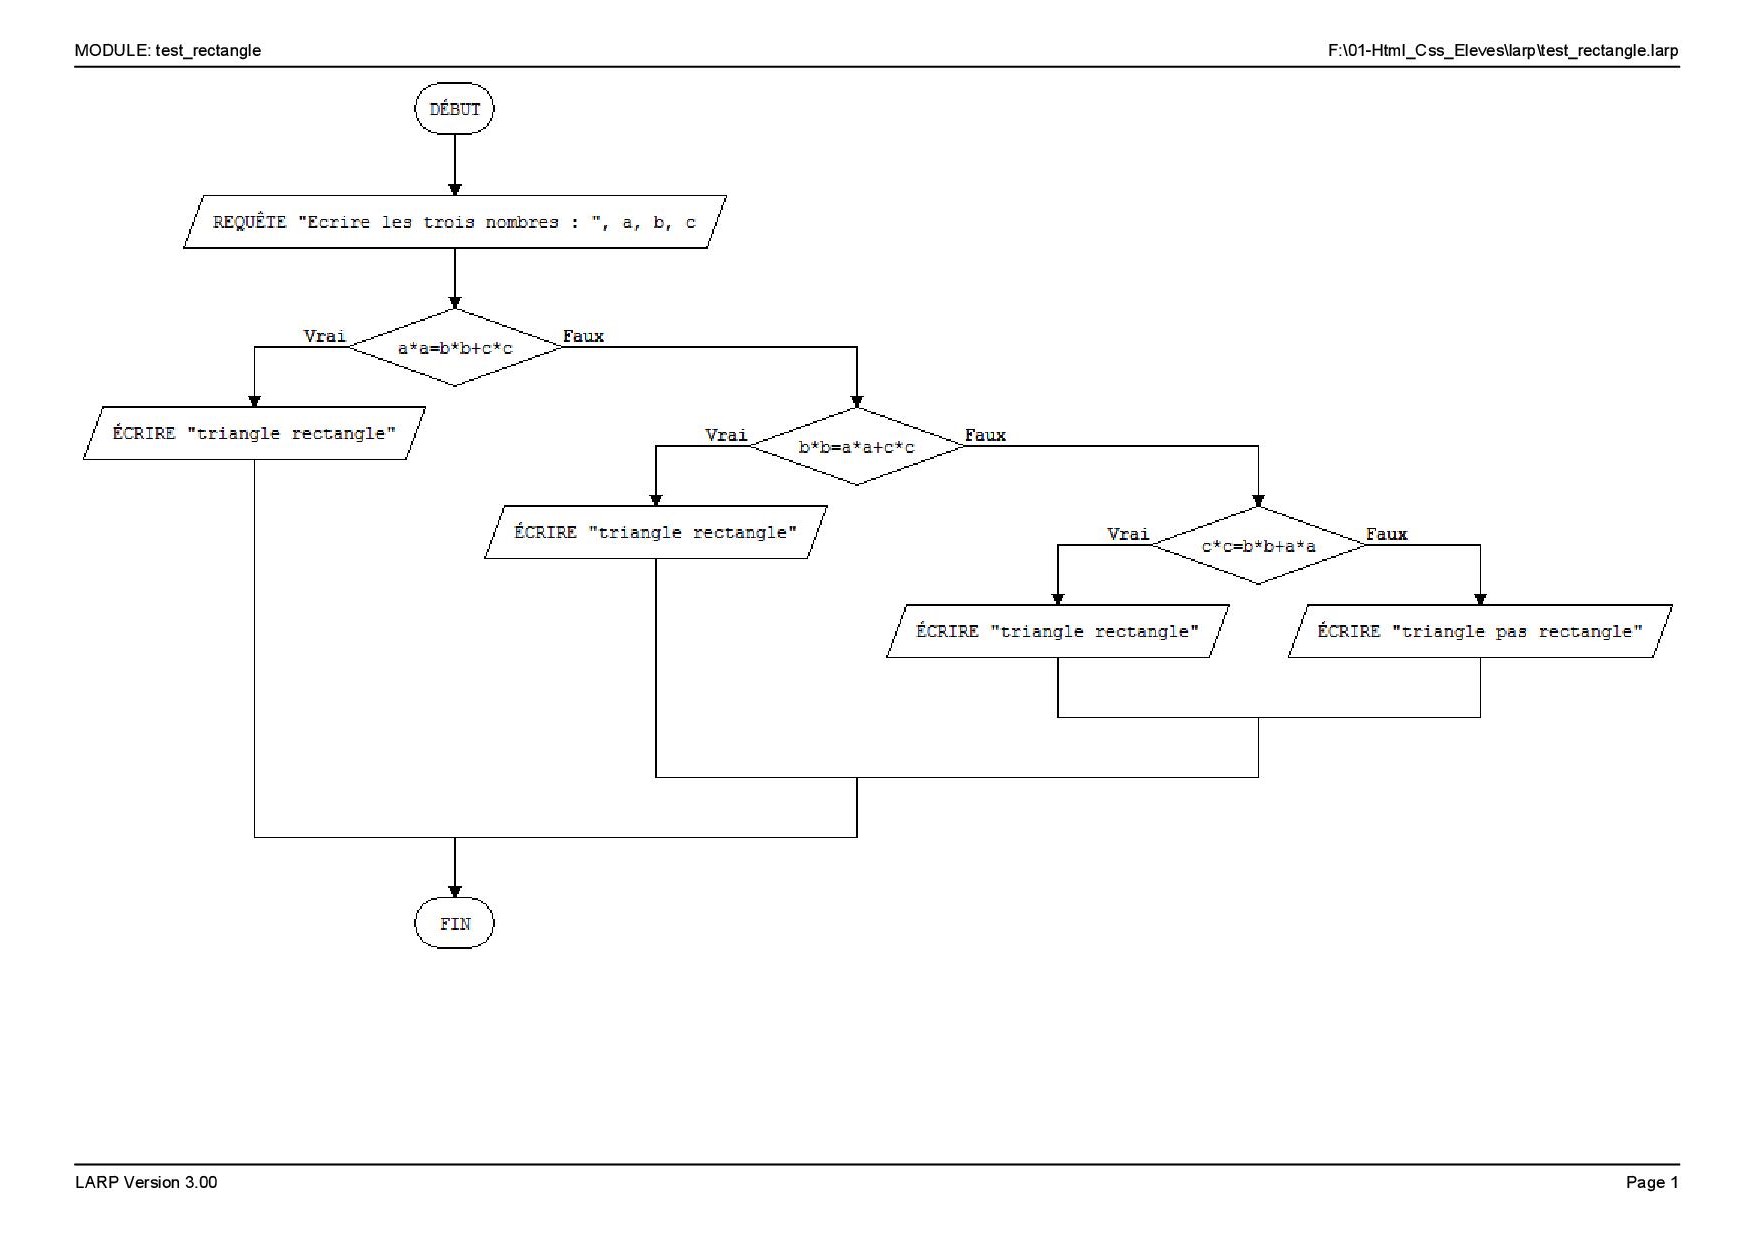 MODULE: test_rectangle
F:\01-Html_Css_Eleves\larp\test_rectangle.larp
DÉBUT
REQUÊTE "Ecrire les trois nombres : ", a, b, c
Vrai
a*a=b*b+c*c
Faux
ÉCRIRE "triangle rectangle"
Vrai
b*b=a*a+c*c
Faux
ÉCRIRE "triangle rectangle"
Vrai
c*c=b*b+a*a
Faux
ÉCRIRE "triangle rectangle"
ÉCRIRE "triangle pas rectangle"
FIN
LARP Version 3.00
Page 1